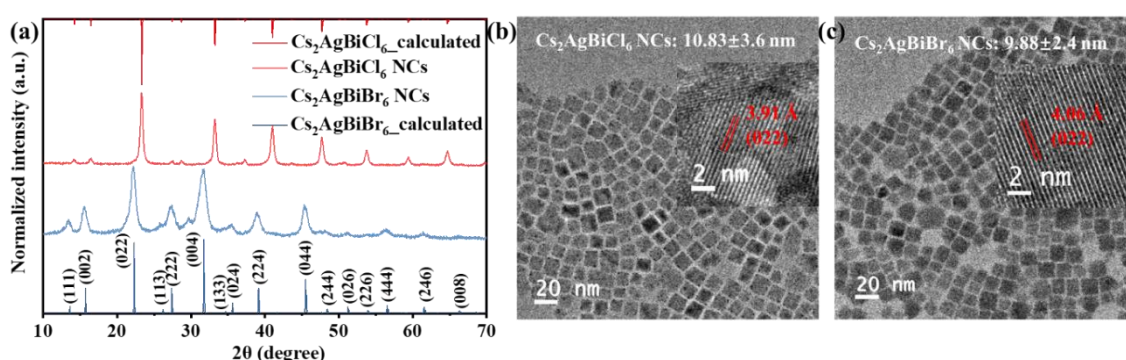 (a)
Cs₂AgBiCl₆_calculated
Cs₂AgBiCl₆ NCs
Cs₂AgBiBr₆ NCs
Cs₂AgBiBr₆_calculated
Normalized intensity (a.u.)
(111)
(002)
(022)
(113)
(222)
(004)
(133)
(024)
(224)
(044)
(244)
(026)
(226)
(444)
(246)
(008)
10 20 30 40 50 60 70
2θ (degree)
(b)
Cs₂AgBiCl₆ NCs: 10.83±3.6 nm
3.91 Å
(022)
2 nm
20 nm
(c)
Cs₂AgBiBr₆ NCs: 9.88±2.4 nm
4.06 Å
(022)
2 nm
20 nm